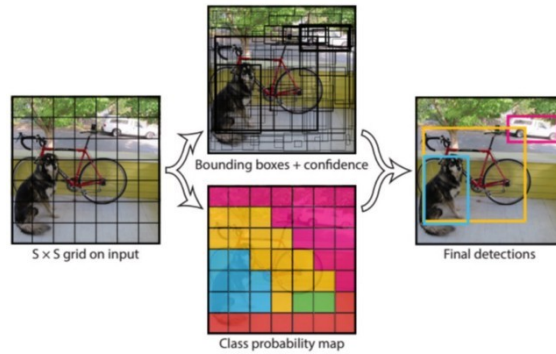 Bounding boxes + confidence
S × S grid on input
Final detections
Class probability map